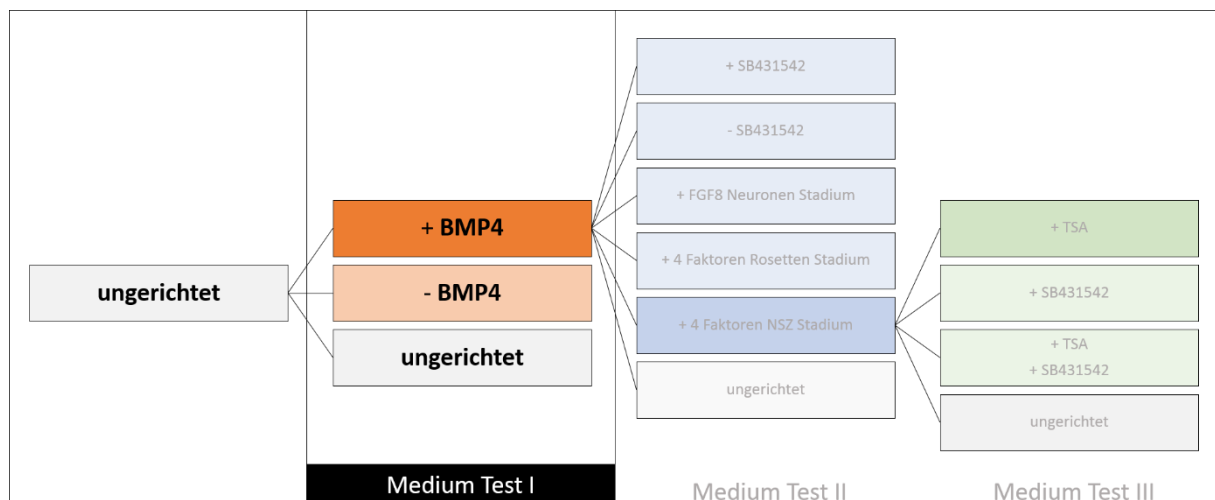 ungerichtet
+ BMP4
- BMP4
ungerichtet
Medium Test I
+ SB431542
- SB431542
+ FGF8 Neuronen Stadium
+ 4 Faktoren Rosetten Stadium
+ 4 Faktoren NSZ Stadium
ungerichtet
Medium Test II
+ TSA
+ SB431542
+ TSA
+ SB431542
ungerichtet
Medium Test III